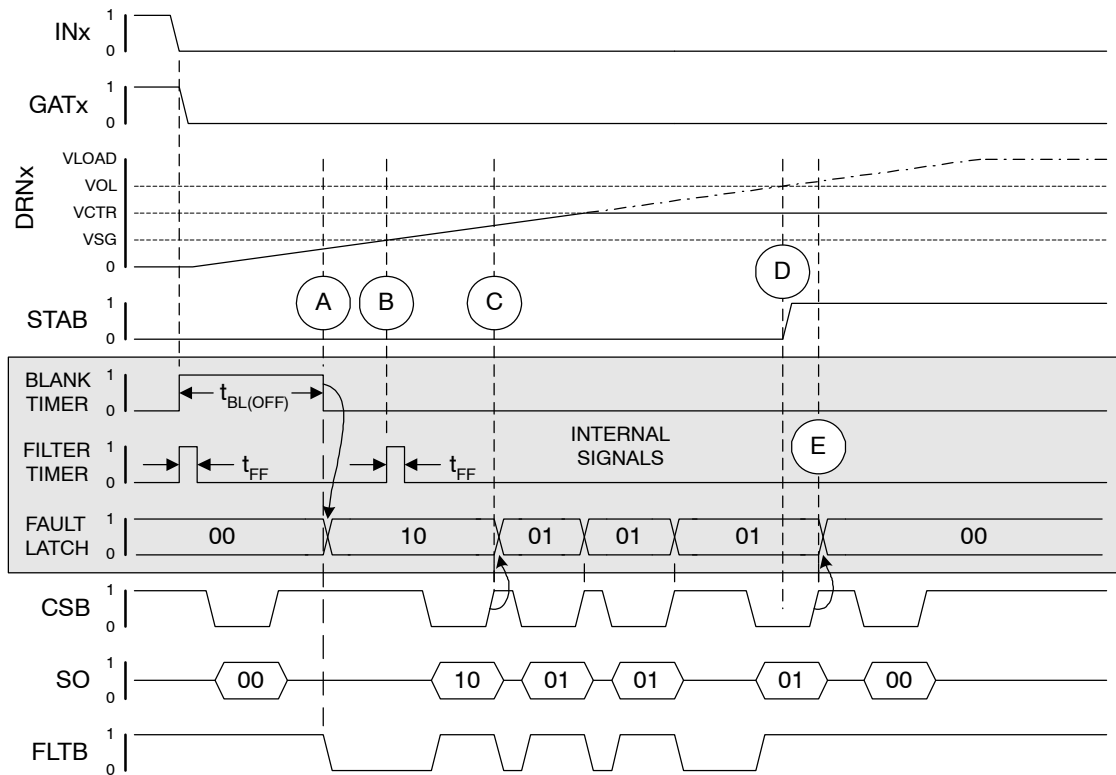 INx 1 0
GATx 1 0
DRNx
VLOAD
VOL
VCTR
VSG
0
A B C D
STAB 1 0
BLANK TIMER 1 0
tBL(OFF)
FILTER TIMER 1 0
tFF
tFF
INTERNAL SIGNALS
E
FAULT LATCH 1 0
00 10 01 01 01 00
CSB 1 0
SO 1 0
00 10 01 01 01 00
FLTB 1 0